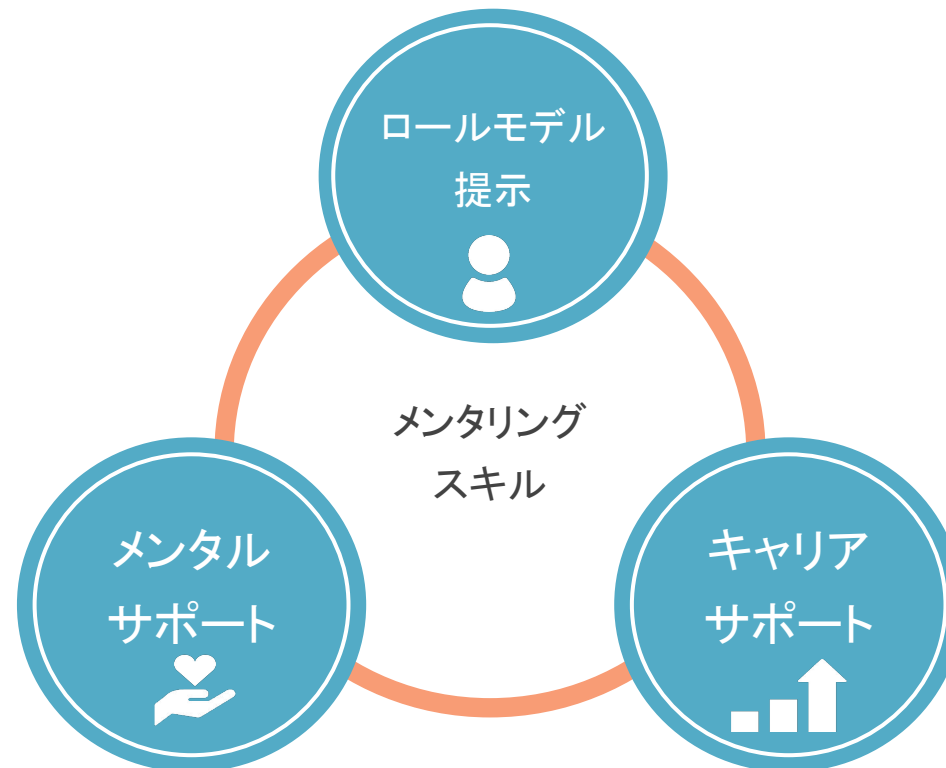 ロールモデル
提示
メンタリング
スキル
メンタル
サポート
キャリア
サポート